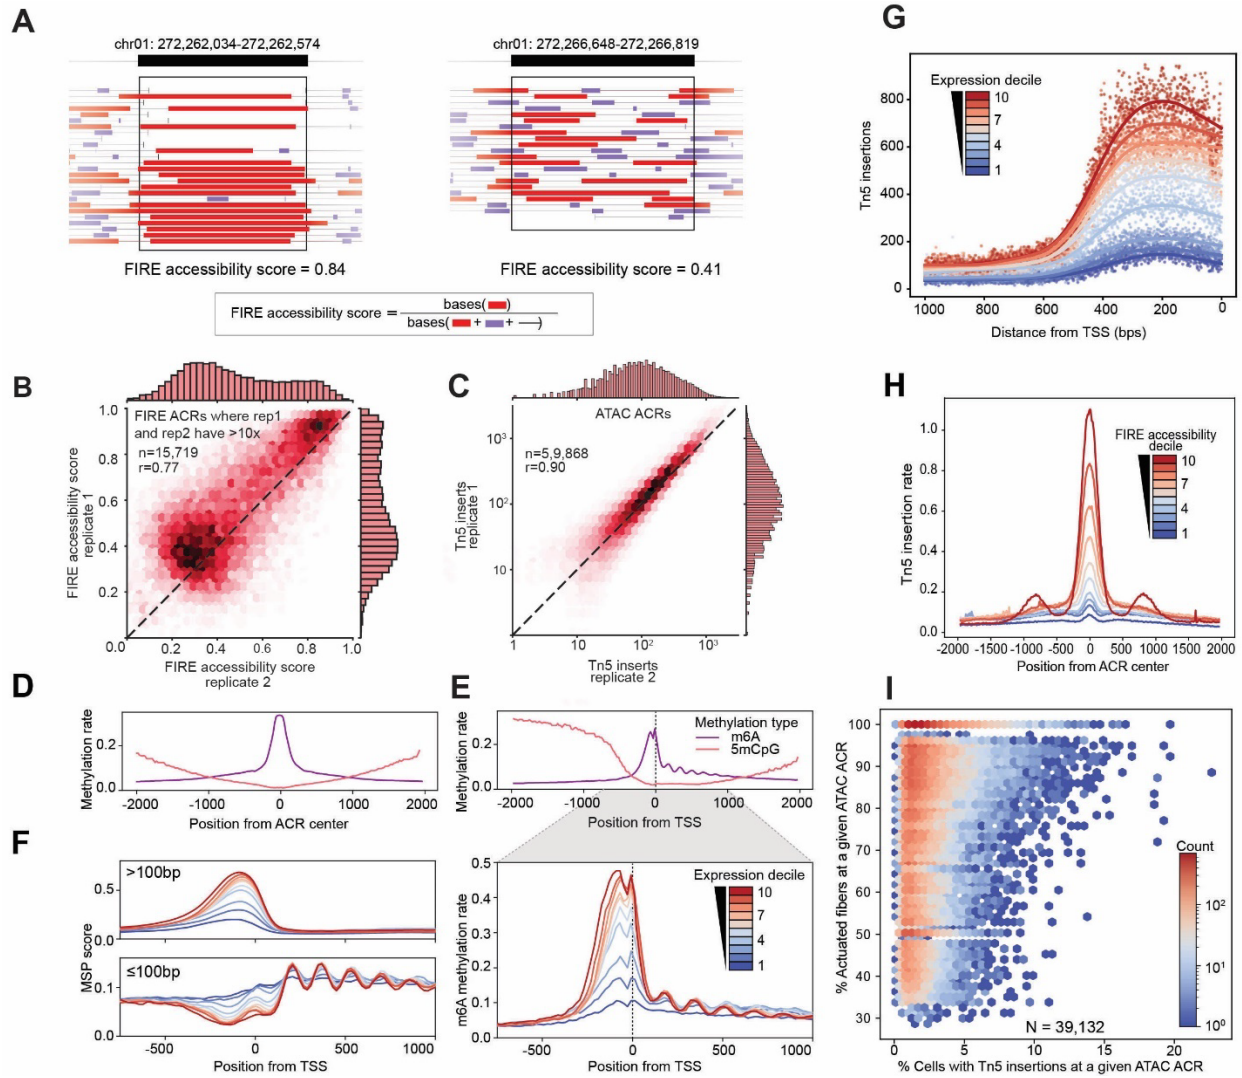 A
chr01: 272,262,034-272,262,574
chr01: 272,266,648-272,266,819
FIRE accessibility score = 0.84
FIRE accessibility score = 0.41
FIRE accessibility score =
bases( )
bases( + + )
B
FIRE ACRs where rep1
and rep2 have >10x
n=15,719
r=0.77
1.0
0.8
0.6
0.4
0.2
0.0
0.2
0.4
0.6
0.8
1.0
FIRE accessibility score
replicate 1
FIRE accessibility score
replicate 2
C
ATAC ACRs
n=5,9,868
r=0.90
10³
10²
10
1
10
10²
10³
Tn5 inserts
replicate 1
Tn5 inserts
replicate 2
D
Methylation rate
0.2
0.0
-2000
-1000
0
1000
2000
Position from ACR center
E
Methylation type
m6A
5mCpG
Methylation rate
0.2
0.0
-2000
-1000
0
1000
2000
Position from TSS
0.5
0.4
0.3
0.2
0.1
0.0
m6A methylation rate
Expression decile
10
7
4
1
-500
0
500
1000
Position from TSS
F
>100bp
0.5
0.0
≤100bp
0.1
0.0
MSP score
-500
0
500
1000
Position from TSS
G
Expression decile
10
7
4
1
800
600
400
200
0
Tn5 insertions
1000
800
600
400
200
0
Distance from TSS (bps)
H
FIRE accessibility
decile
10
7
4
1
1.0
0.8
0.6
0.4
0.2
0.0
Tn5 insertion rate
-2000
-1500
-1000
-500
0
500
1000
1500
2000
Position from ACR center
I
100
90
80
70
60
50
40
30
% Actuated fibers at a given ATAC ACR
Count
10²
10¹
10⁰
N = 39,132
0
5
10
15
20
% Cells with Tn5 insertions at a given ATAC ACR